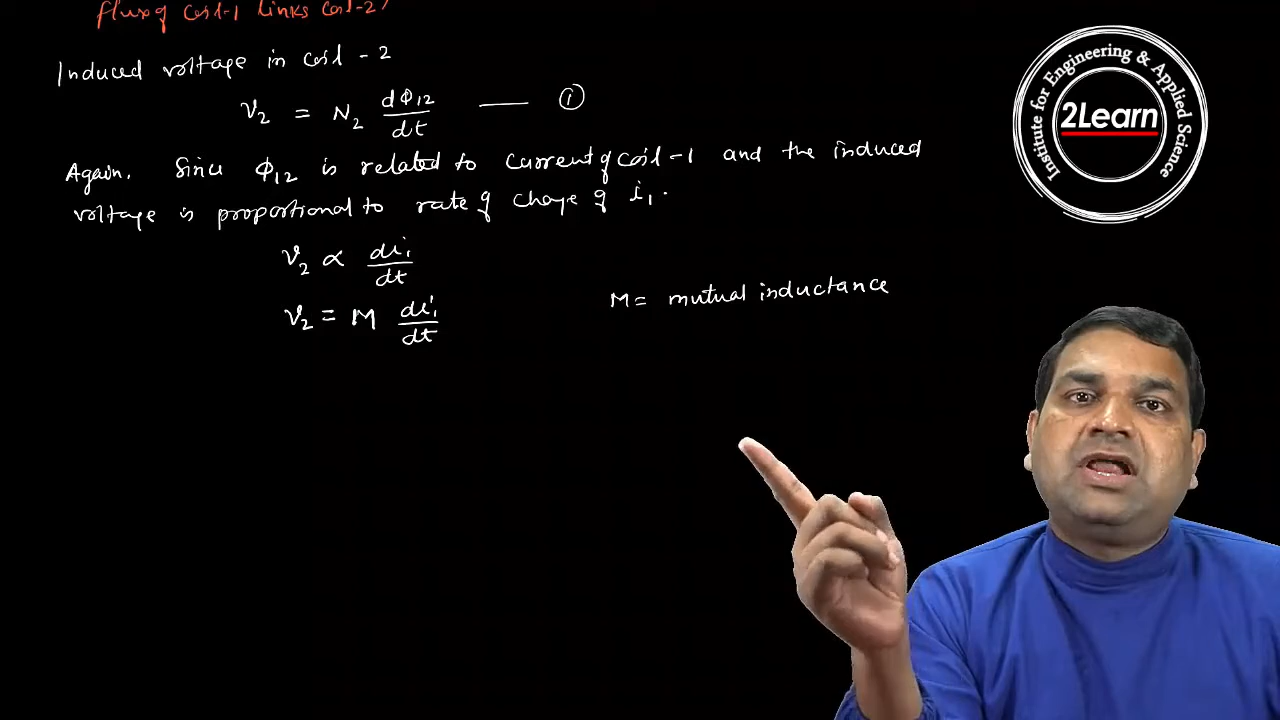 flux of coil-1 links coil-2)
Induced voltage in coil - 2
v₂ = N₂ dΦ₁₂/dt —— ①
Again. Since Φ₁₂ is related to current of coil-1 and the induced
voltage is proportional to rate of chage of i₁.
v₂ ∝ di₁/dt
v₂ = M di₁/dt
M = mutual inductance
Institute for Engineering & Applied Science
2Learn